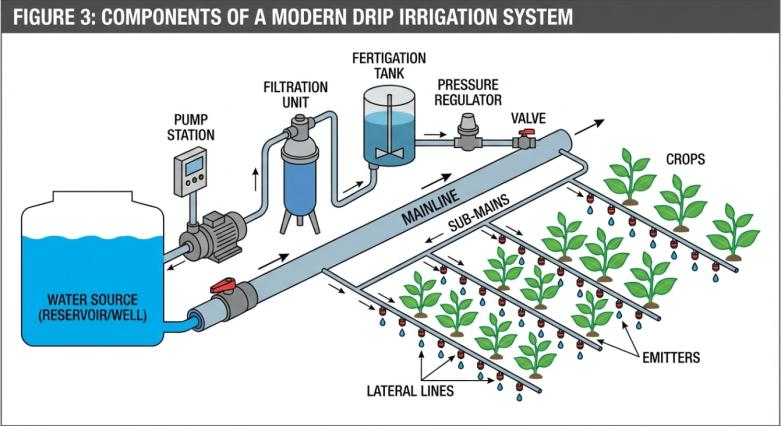 FIGURE 3: COMPONENTS OF A MODERN DRIP IRRIGATION SYSTEM
FERTIGATION
TANK
FILTRATION
UNIT
PRESSURE
REGULATOR
PUMP
STATION
VALVE
CROPS
MAINLINE
SUB-MAINS
WATER SOURCE
(RESERVOIR/WELL)
EMITTERS
LATERAL LINES